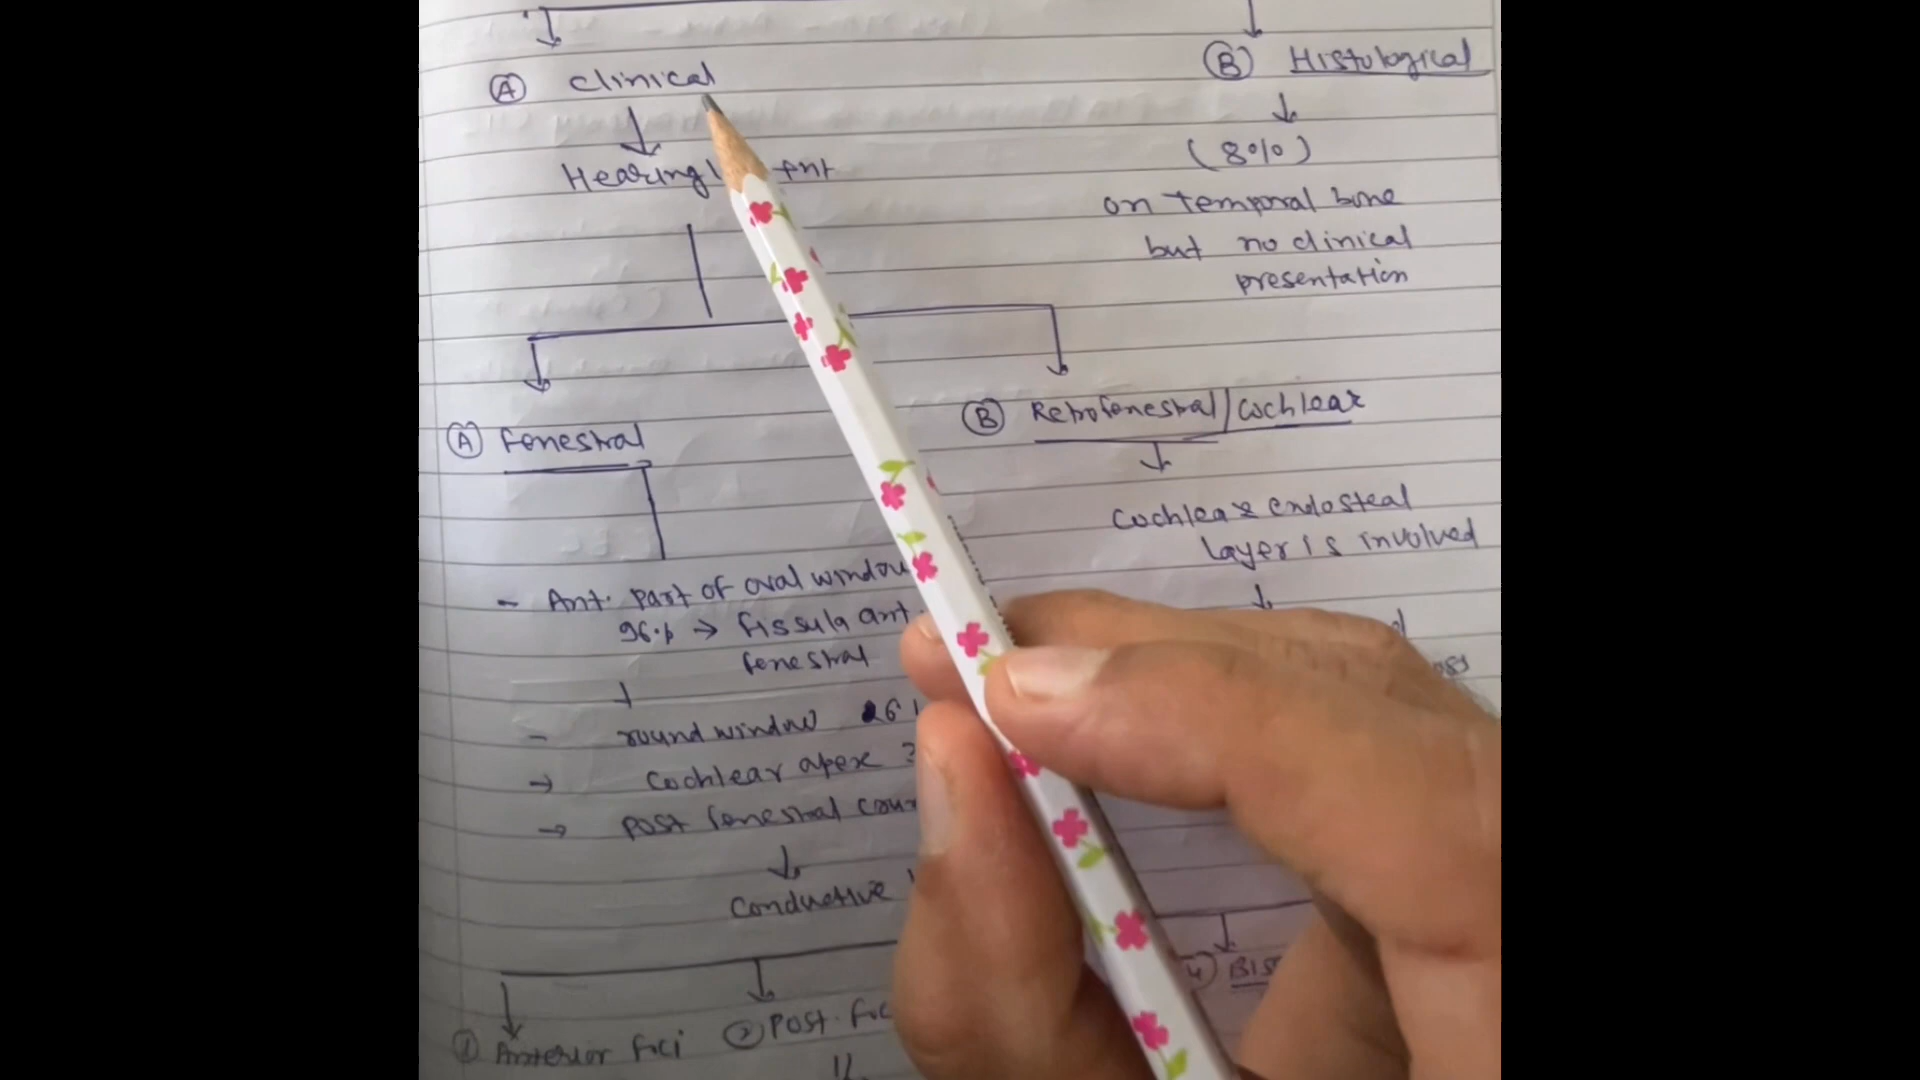 Ⓐ Clinical
Ⓑ Histological
Hearing
(8%)
on Temporal bone
but no clinical
presentation
Ⓐ Fenestral
Ⓑ Retrofenestral/Cochlear
Cochlear endosteal
layer is involved
- Ant. part of oval window
96% → fissula ant.
fenestral
- round window
→ Cochlear apex
→ post fenestral
Conductive
① Anterior foci
② Post.